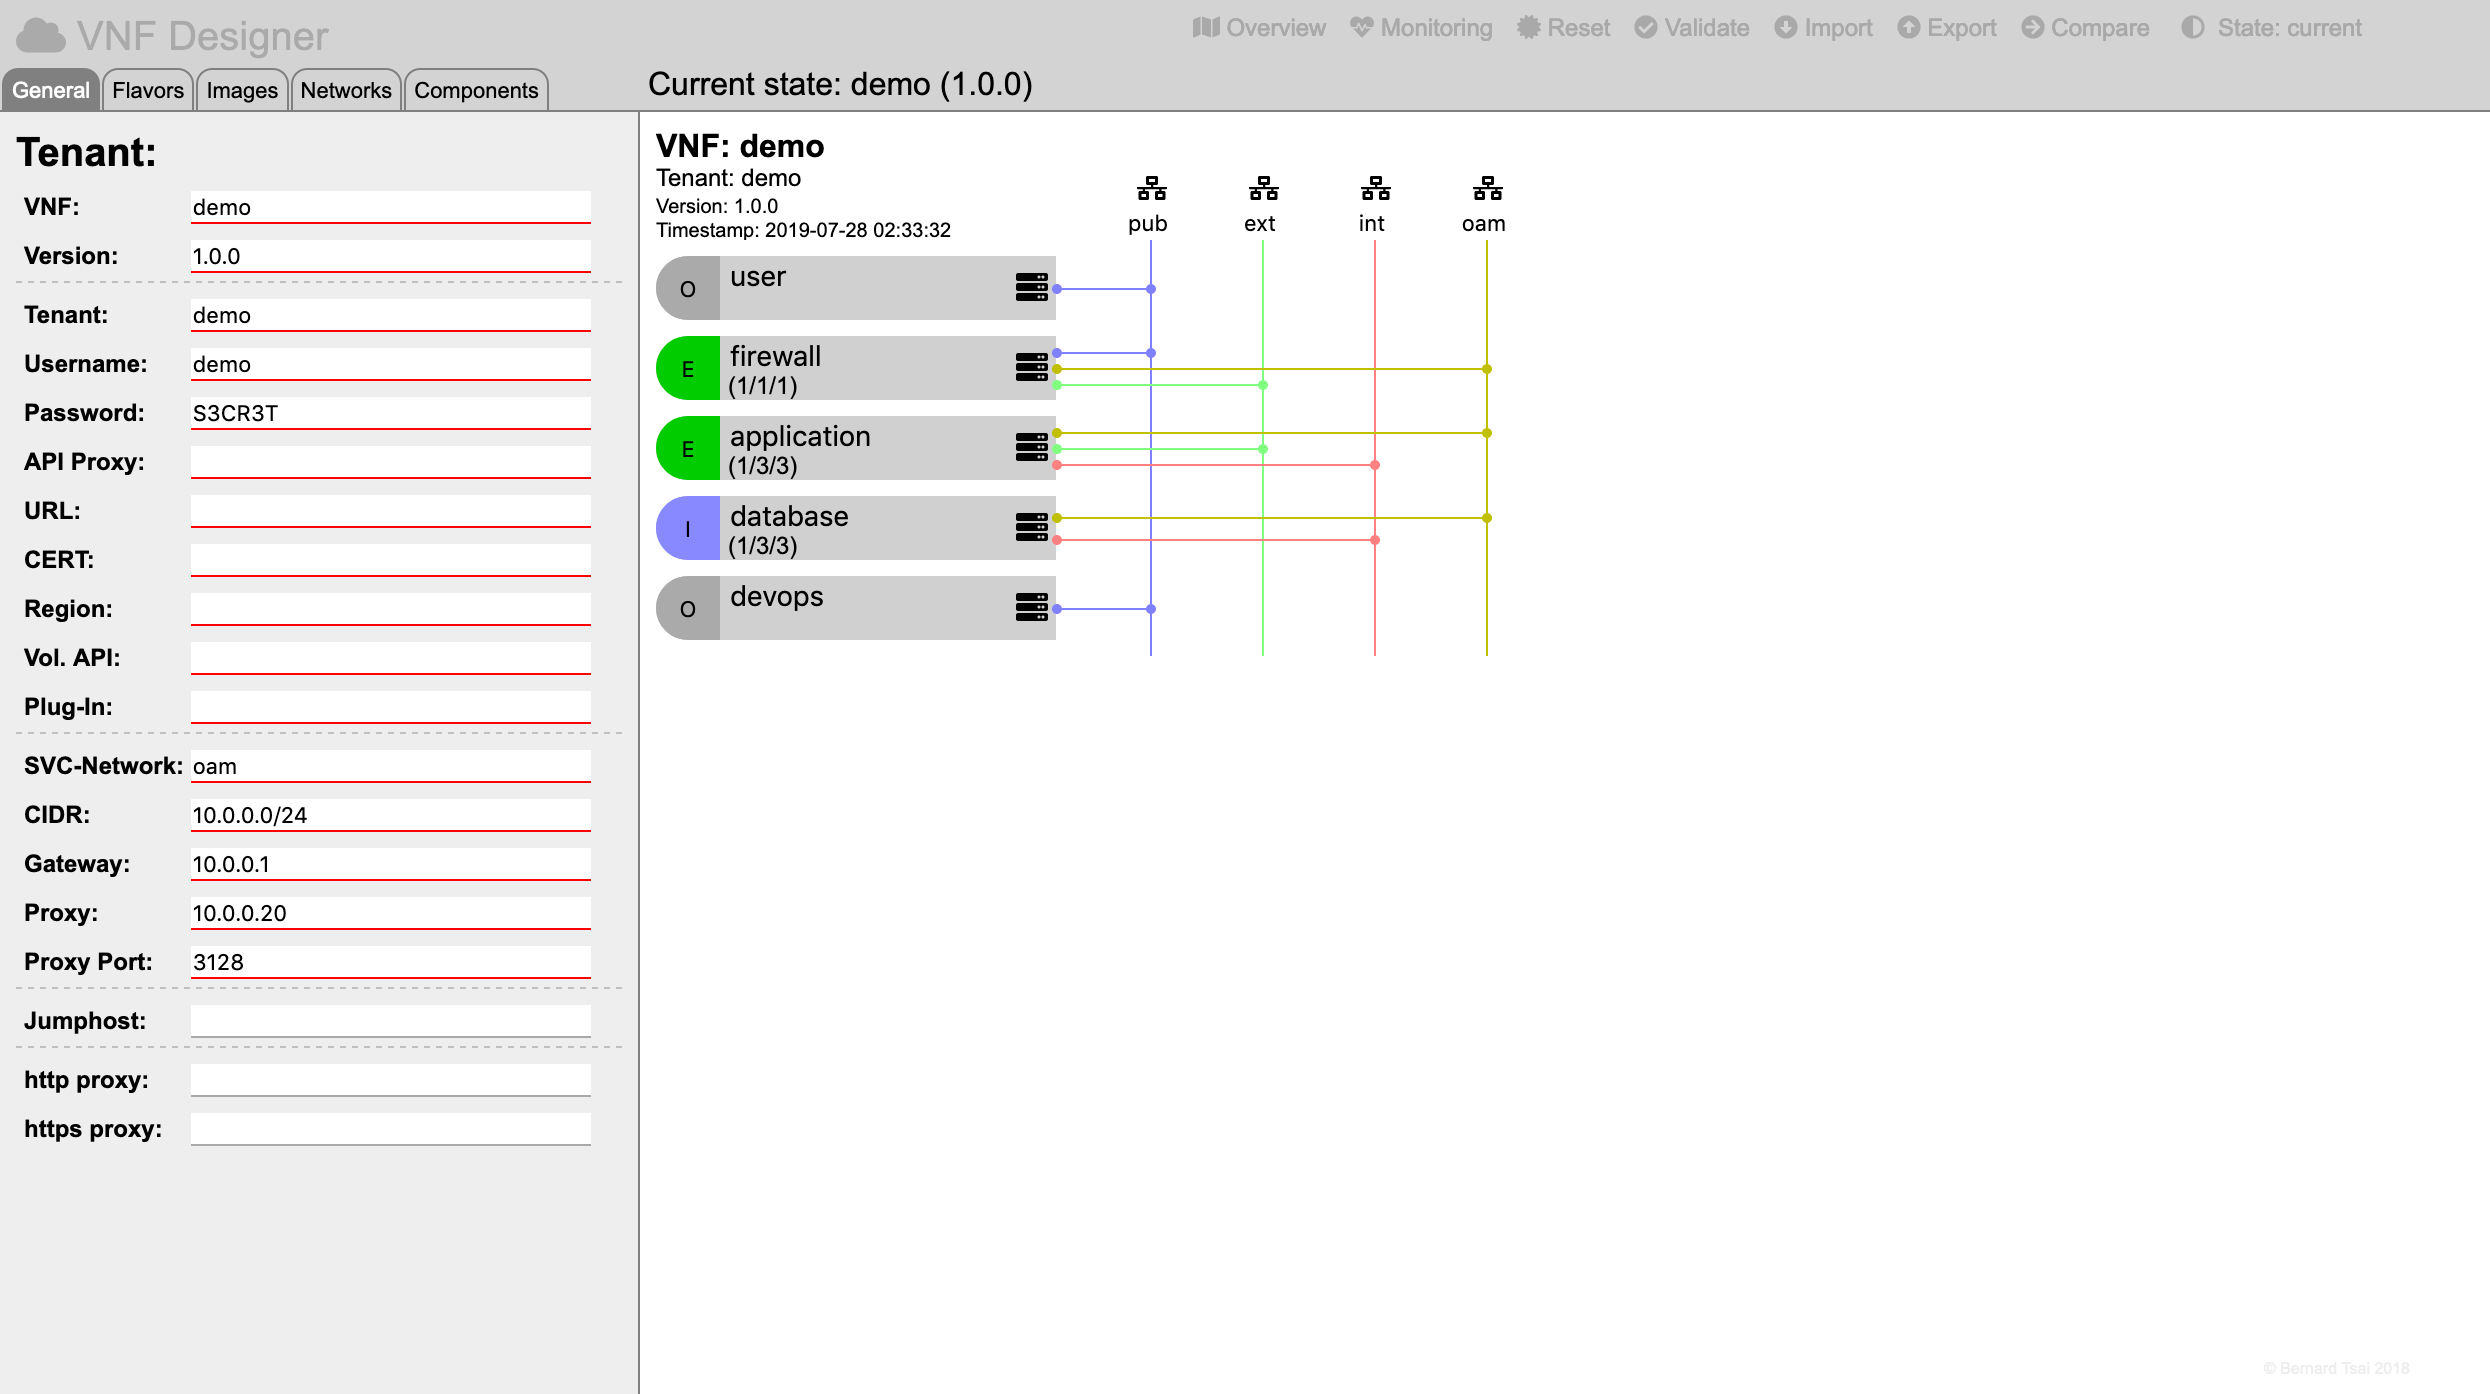 VNF Designer
Overview Monitoring Reset Validate Import Export Compare State: current
General Flavors Images Networks Components
Current state: demo (1.0.0)
Tenant:
VNF: demo
Version: 1.0.0
Tenant: demo
Username: demo
Password: S3CR3T
API Proxy:
URL:
CERT:
Region:
Vol. API:
Plug-In:
SVC-Network: oam
CIDR: 10.0.0.0/24
Gateway: 10.0.0.1
Proxy: 10.0.0.20
Proxy Port: 3128
Jumphost:
http proxy:
https proxy:
VNF: demo
Tenant: demo
Version: 1.0.0
Timestamp: 2019-07-28 02:33:32
pub ext int oam
O user
E firewall
(1/1/1)
E application
(1/3/3)
I database
(1/3/3)
O devops
© Bernard Tsai 2018